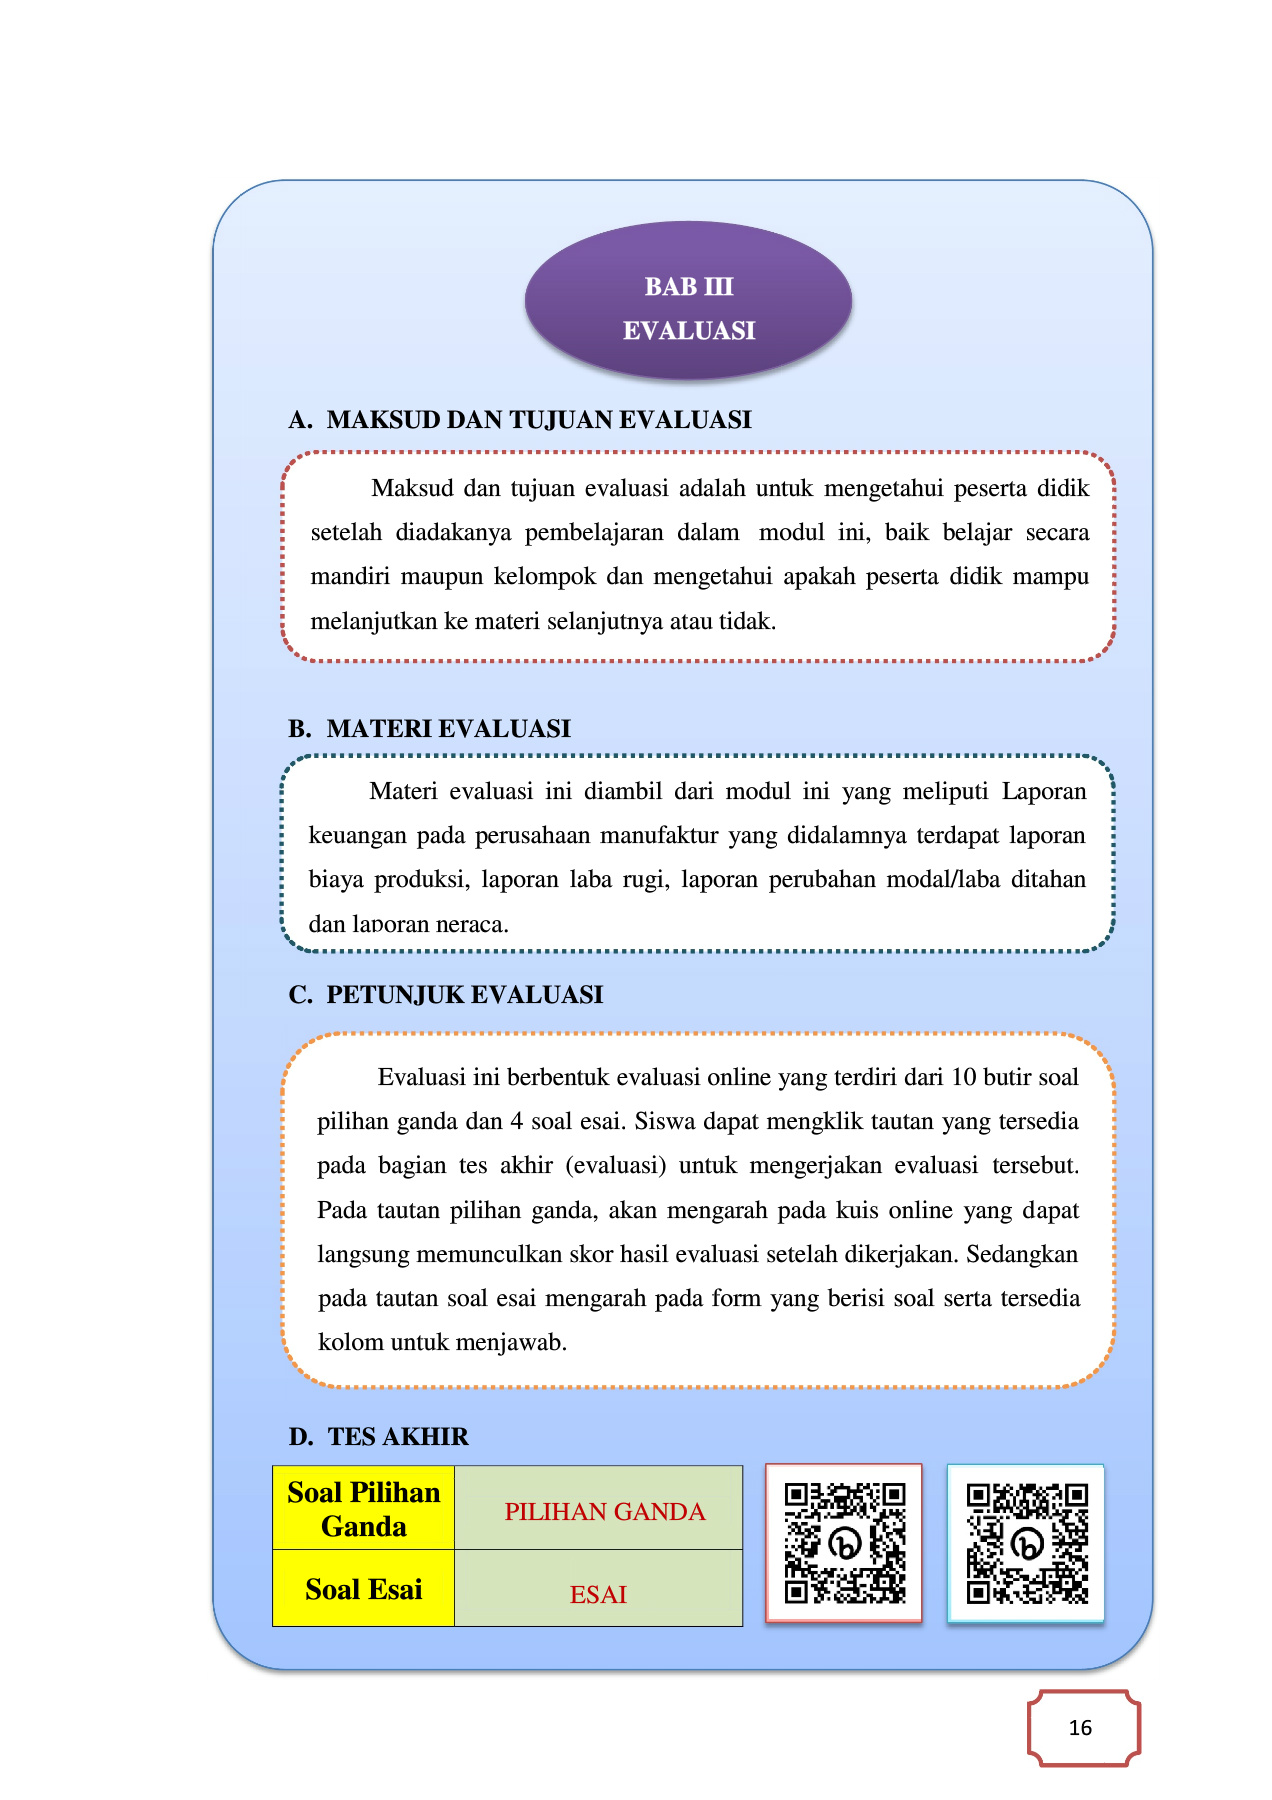 BAB III
EVALUASI
A. MAKSUD DAN TUJUAN EVALUASI
Maksud dan tujuan evaluasi adalah untuk mengetahui peserta didik
setelah diadakanya pembelajaran dalam modul ini, baik belajar secara
mandiri maupun kelompok dan mengetahui apakah peserta didik mampu
melanjutkan ke materi selanjutnya atau tidak.
B. MATERI EVALUASI
Materi evaluasi ini diambil dari modul ini yang meliputi Laporan
keuangan pada perusahaan manufaktur yang didalamnya terdapat laporan
biaya produksi, laporan laba rugi, laporan perubahan modal/laba ditahan
dan laporan neraca.
C. PETUNJUK EVALUASI
Evaluasi ini berbentuk evaluasi online yang terdiri dari 10 butir soal
pilihan ganda dan 4 soal esai. Siswa dapat mengklik tautan yang tersedia
pada bagian tes akhir (evaluasi) untuk mengerjakan evaluasi tersebut.
Pada tautan pilihan ganda, akan mengarah pada kuis online yang dapat
langsung memunculkan skor hasil evaluasi setelah dikerjakan. Sedangkan
pada tautan soal esai mengarah pada form yang berisi soal serta tersedia
kolom untuk menjawab.
D. TES AKHIR
Soal Pilihan
Ganda
PILIHAN GANDA
Soal Esai
ESAI
16